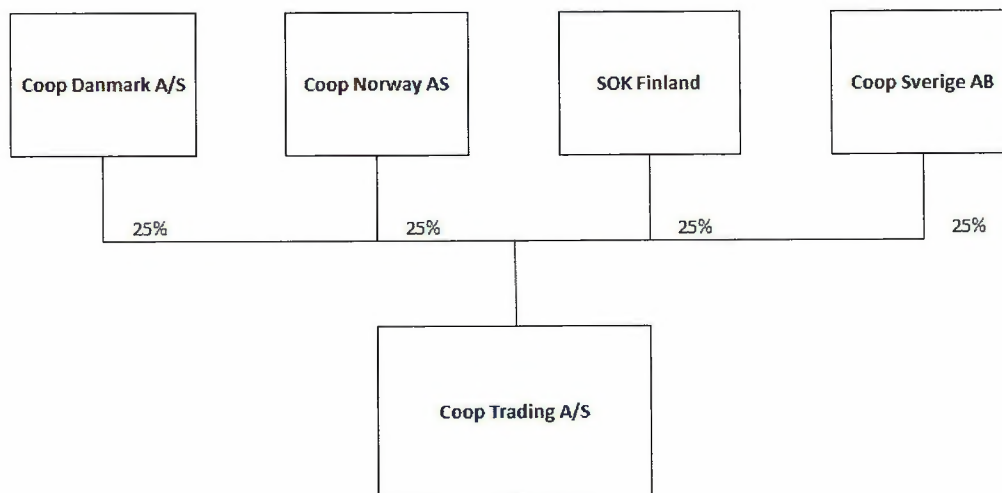 Coop Danmark A/S
Coop Norway AS
SOK Finland
Coop Sverige AB
25%
25%
25%
25%
Coop Trading A/S